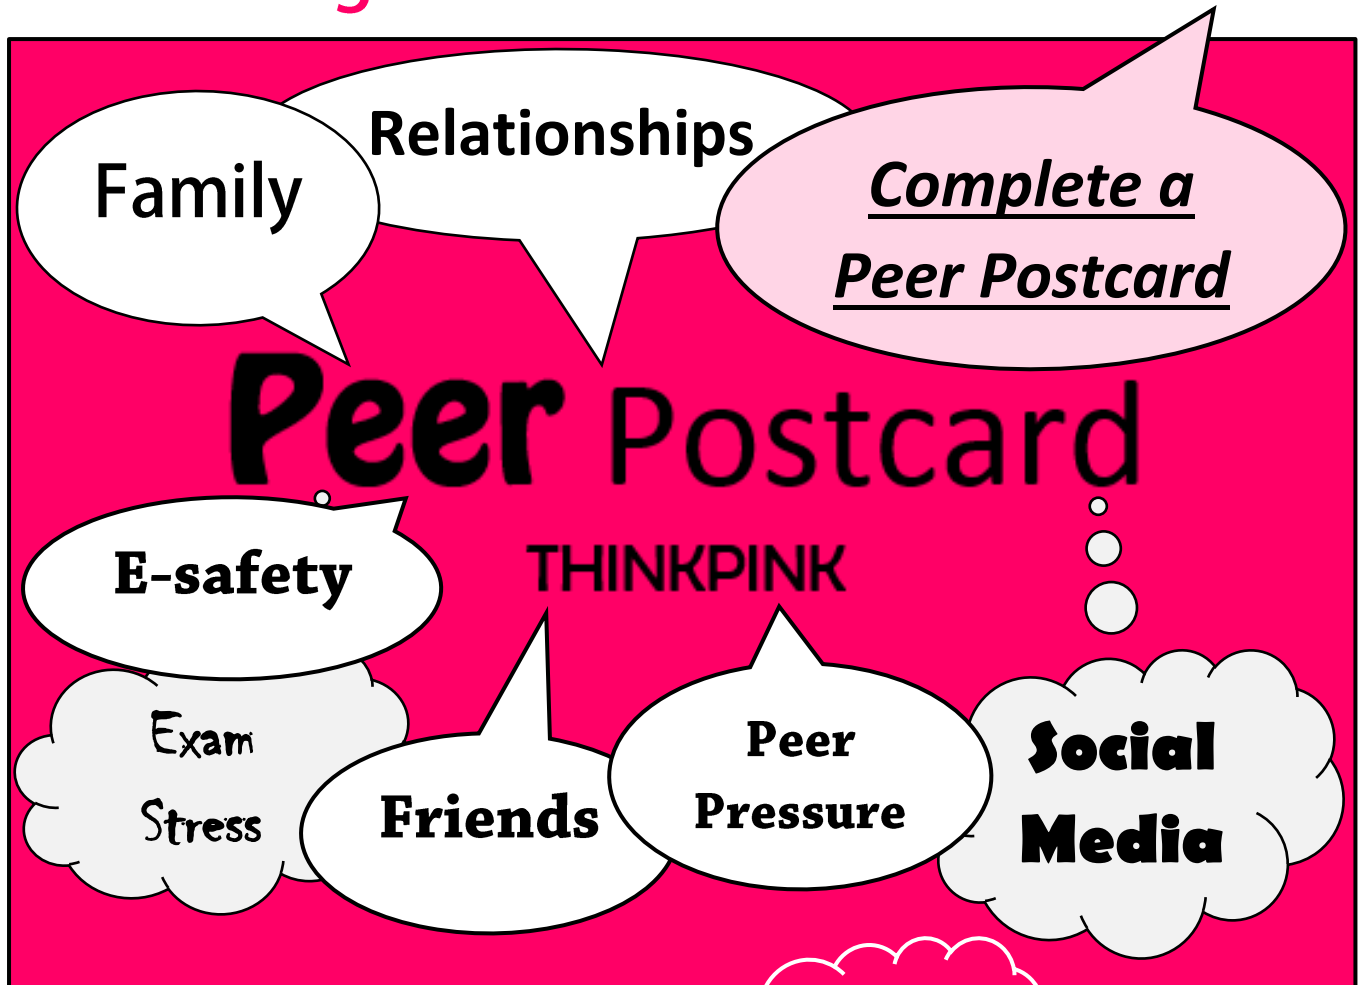 Family
Relationships
Complete a
Peer Postcard
Peer Postcard
THINKPINK
E-safety
Exam
Stress
Friends
Peer
Pressure
Social
Media